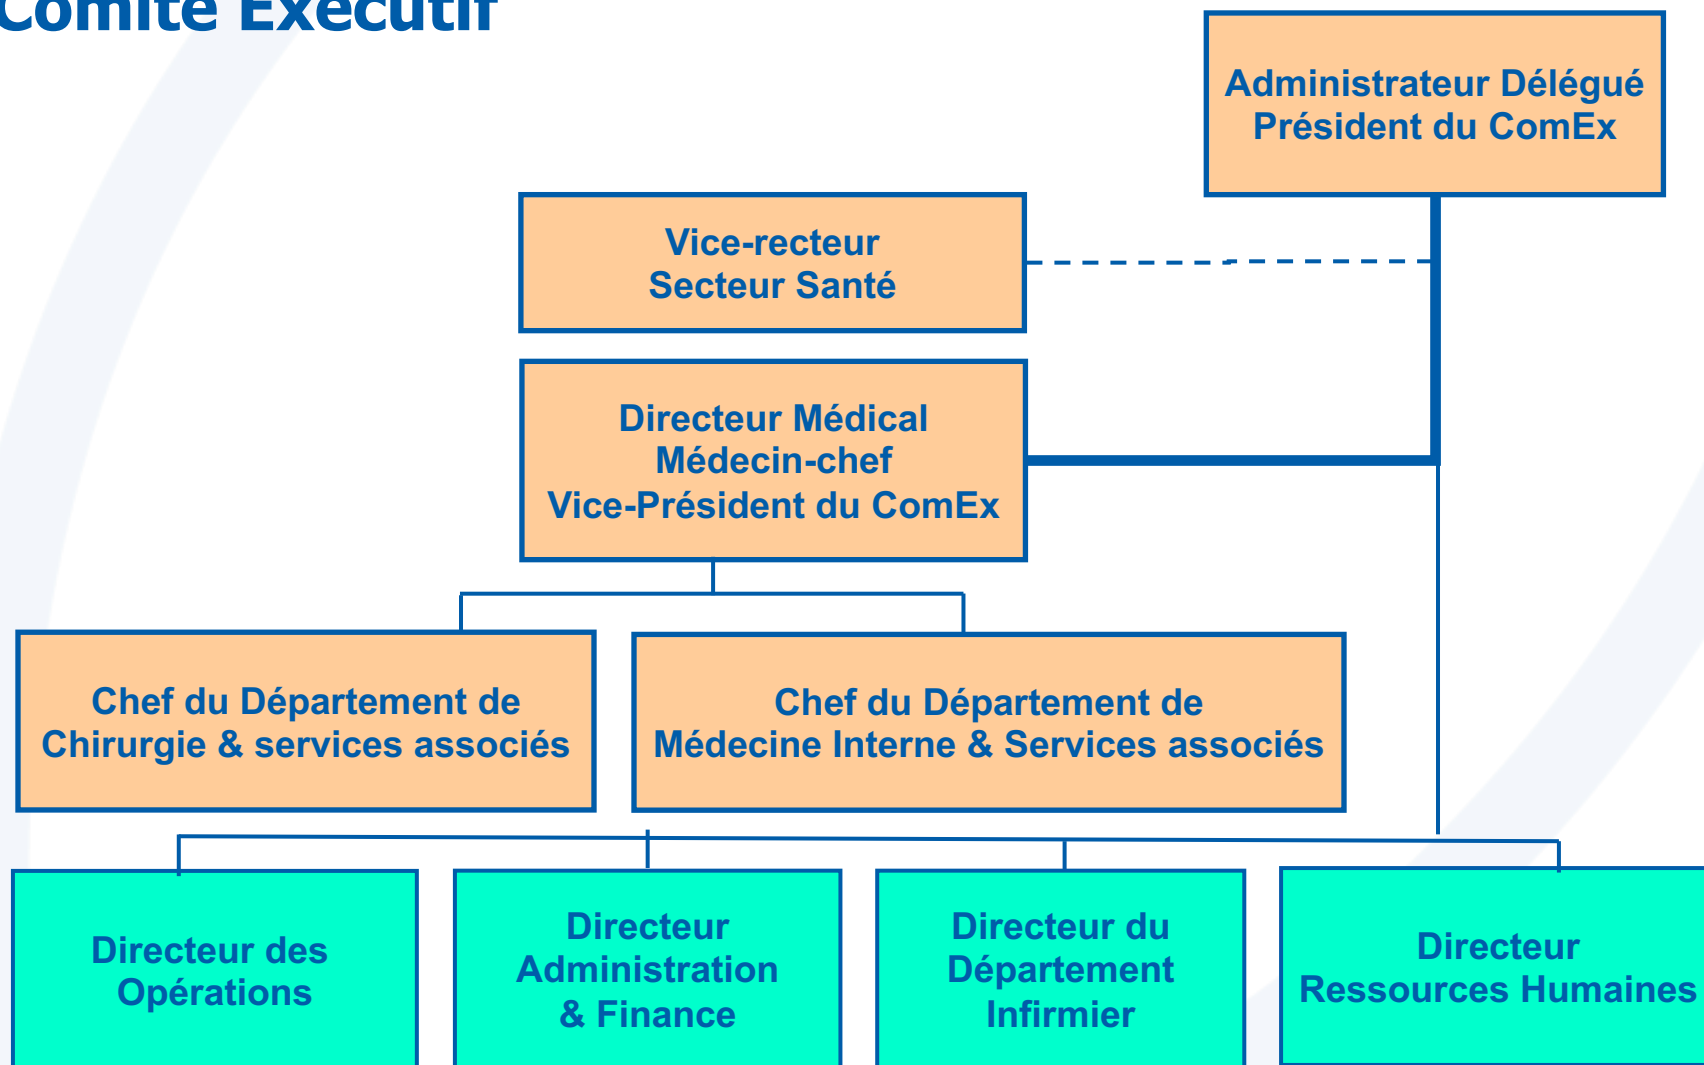 Comité Exécutif
Administrateur Délégué
Président du ComEx
Vice-recteur
Secteur Santé
Directeur Médical
Médecin-chef
Vice-Président du ComEx
Chef du Département de
Chirurgie & services associés
Chef du Département de
Médecine Interne & Services associés
Directeur des
Opérations
Directeur
Administration
& Finance
Directeur du
Département
Infirmier
Directeur
Ressources Humaines